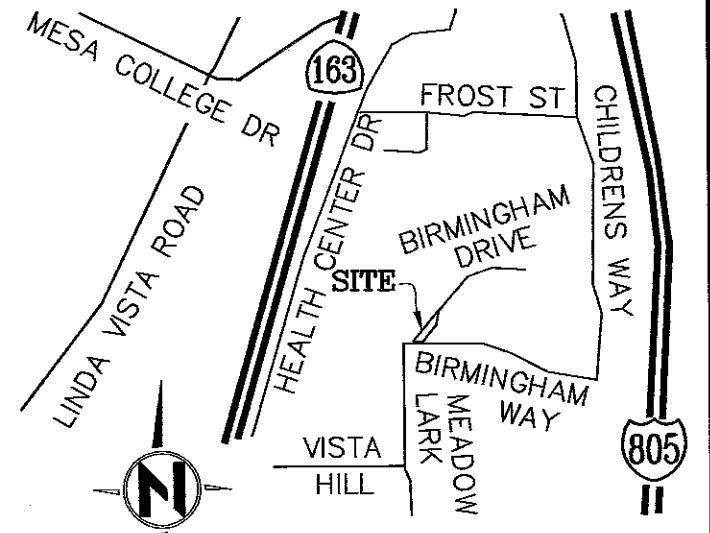 MESA COLLEGE DR
163
FROST ST
CHILDRENS WAY
LINDA VISTA ROAD
HEALTH CENTER DR
BIRMINGHAM
DRIVE
SITE
BIRMINGHAM
WAY
MEADOW
LARK
VISTA
HILL
805
N